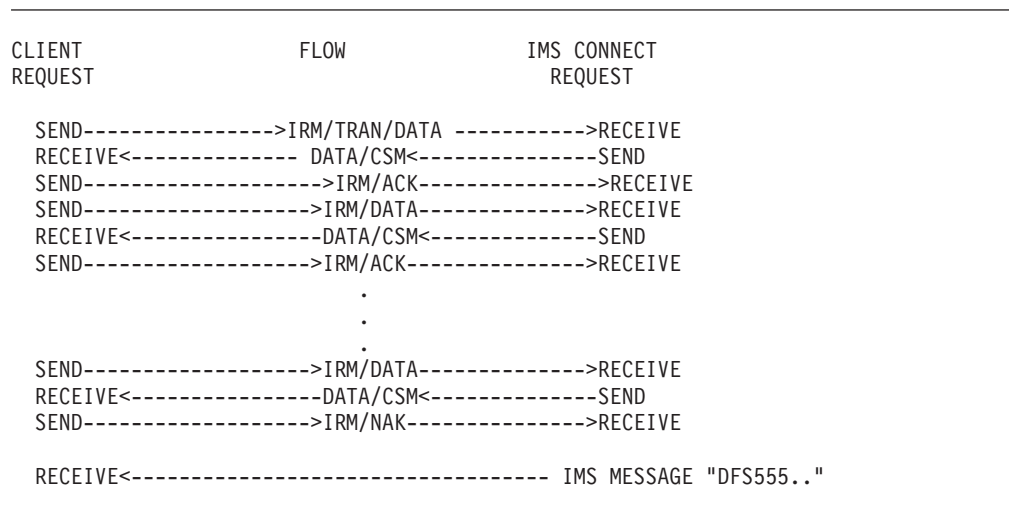 CLIENT FLOW IMS CONNECT
REQUEST REQUEST
SEND---------------->IRM/TRAN/DATA ----------->RECEIVE
RECEIVE<-------------- DATA/CSM<---------------SEND
SEND-------------------->IRM/ACK--------------->RECEIVE
SEND------------------->IRM/DATA-------------->RECEIVE
RECEIVE<----------------DATA/CSM<--------------SEND
SEND------------------->IRM/ACK--------------->RECEIVE
.
.
.
SEND------------------->IRM/DATA-------------->RECEIVE
RECEIVE<----------------DATA/CSM<--------------SEND
SEND------------------->IRM/NAK--------------->RECEIVE
RECEIVE<----------------------------------- IMS MESSAGE "DFS555.."